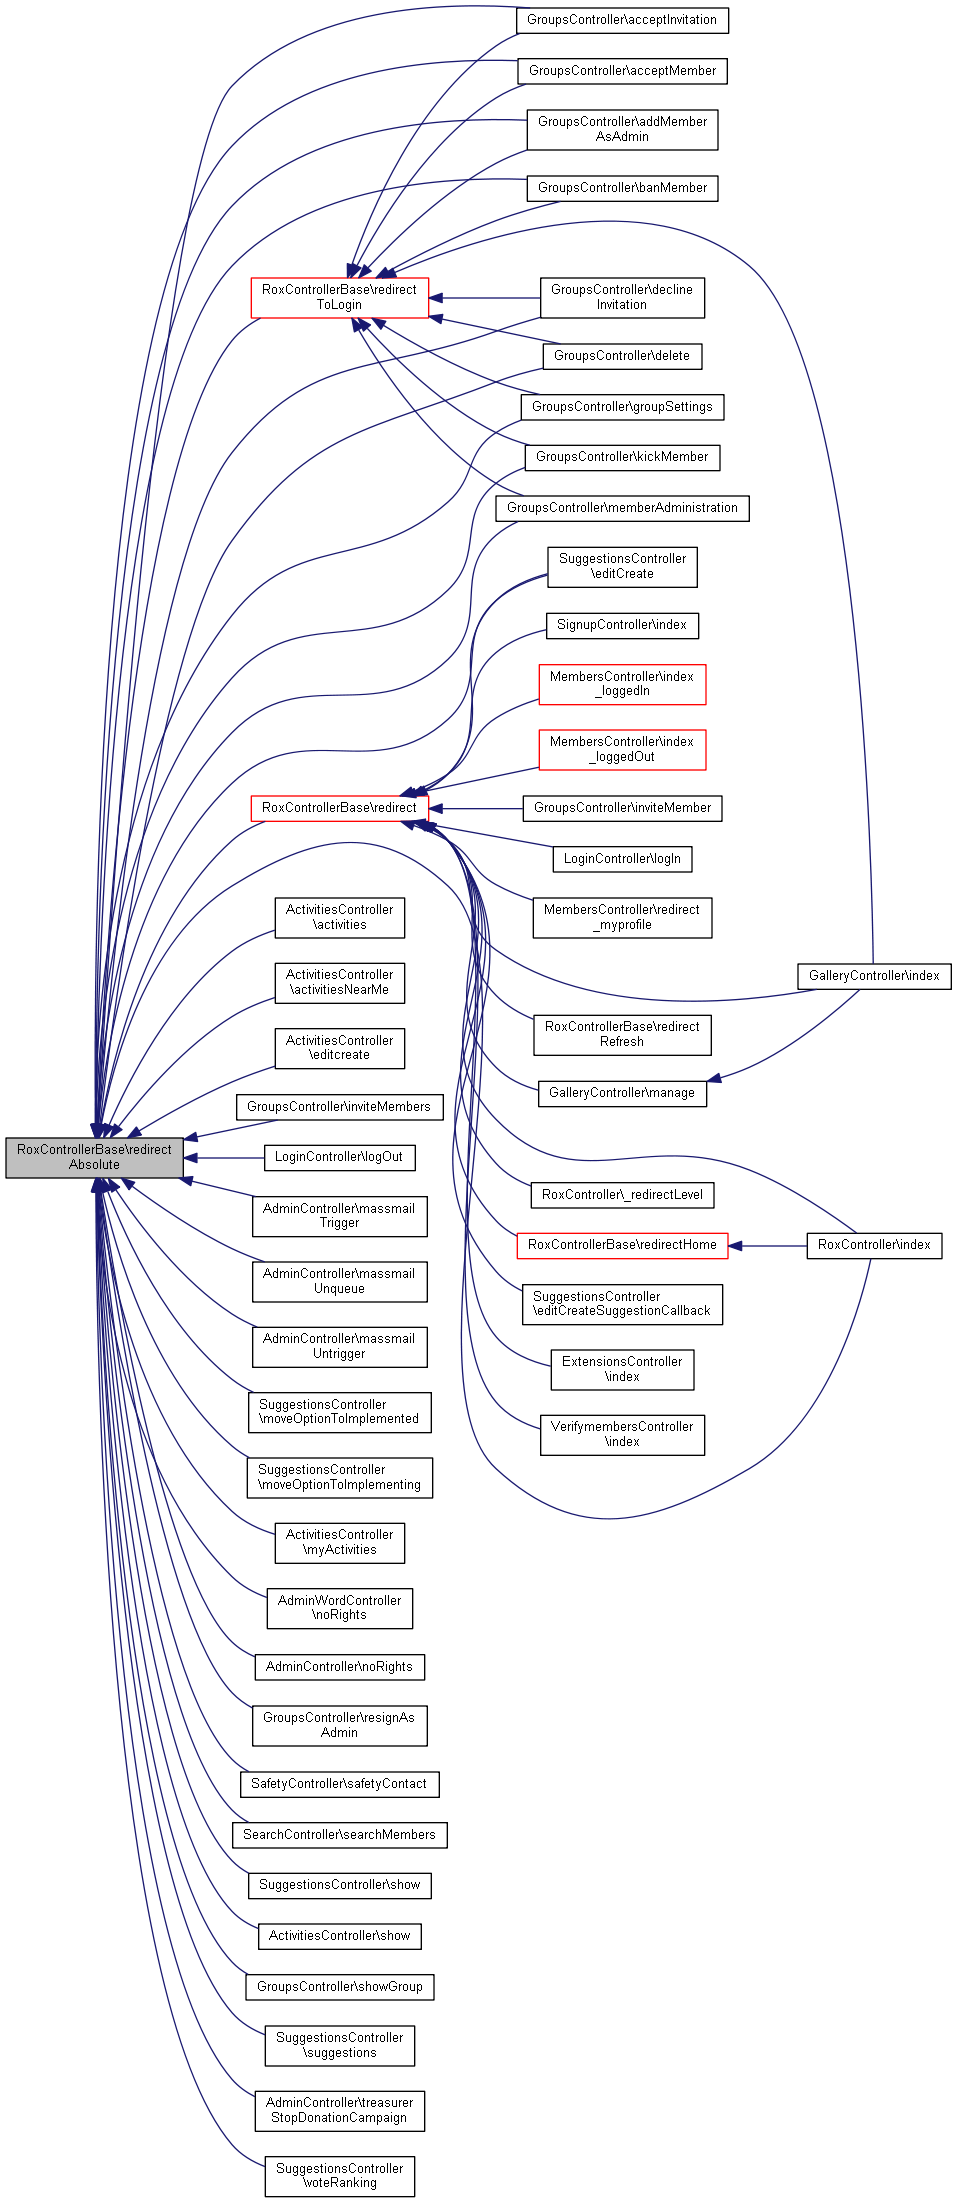 GroupsController\acceptInvitation
GroupsController\acceptMember
GroupsController\addMember
AsAdmin
GroupsController\banMember
RoxControllerBase\redirect
ToLogin
GroupsController\decline
Invitation
GroupsController\delete
GroupsController\groupSettings
GroupsController\kickMember
GroupsController\memberAdministration
SuggestionsController
\editCreate
SignupController\index
MembersController\index
_loggedIn
MembersController\index
_loggedOut
RoxControllerBase\redirect
GroupsController\inviteMember
LoginController\logIn
MembersController\redirect
_myprofile
ActivitiesController
\activities
ActivitiesController
\activitiesNearMe
GalleryController\index
RoxControllerBase\redirect
Refresh
ActivitiesController
\editcreate
GalleryController\manage
GroupsController\inviteMembers
RoxControllerBase\redirect
Absolute
LoginController\logOut
RoxController\_redirectLevel
AdminController\massmail
Trigger
RoxControllerBase\redirectHome
RoxController\index
AdminController\massmail
Unqueue
SuggestionsController
\editCreateSuggestionCallback
AdminController\massmail
Untrigger
ExtensionsController
\index
SuggestionsController
\moveOptionToImplemented
VerifymembersController
\index
SuggestionsController
\moveOptionToImplementing
ActivitiesController
\myActivities
AdminWordController
\noRights
AdminController\noRights
GroupsController\resignAs
Admin
SafetyController\safetyContact
SearchController\searchMembers
SuggestionsController\show
ActivitiesController\show
GroupsController\showGroup
SuggestionsController
\suggestions
AdminController\treasurer
StopDonationCampaign
SuggestionsController
\voteRanking